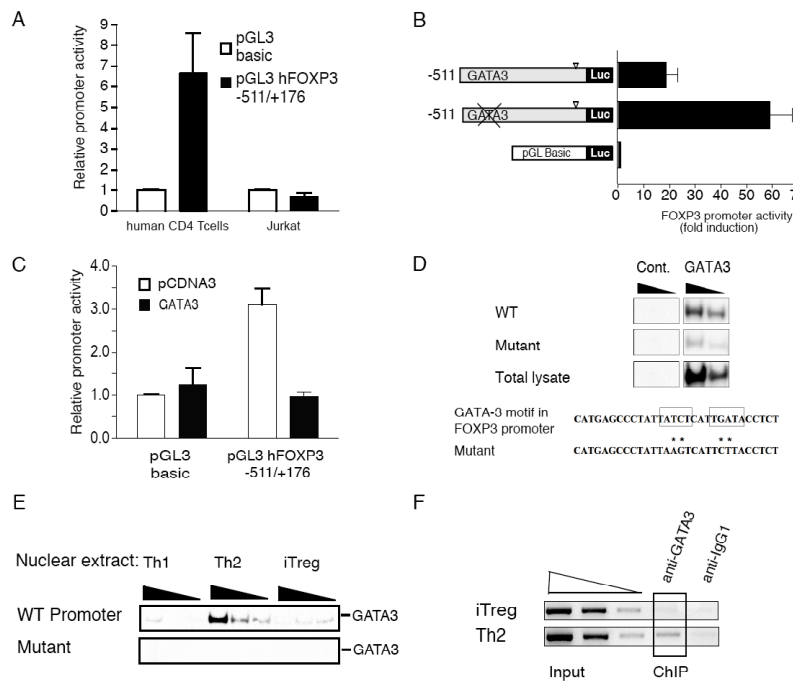 A
Relative promoter activity
9
8
7
6
5
4
3
2
1
0
pGL3
basic
pGL3 hFOXP3
-511/+176
human CD4 Tcells
Jurkat
B
-511
GATA3
Luc
-511
GATA3
Luc
pGL Basic
Luc
0 10 20 30 40 50 60 7
FOXP3 promoter activity
(fold induction)
C
Relative promoter activity
4.0
3.0
2.0
1.0
0.0
pCDNA3
GATA3
pGL3
basic
pGL3 hFOXP3
-511/+176
D
Cont. GATA3
WT
Mutant
Total lysate
GATA-3 motif in
FOXP3 promoter
CATGAGCCCTATTATCTCATTGATACCTCT
* * * *
Mutant CATGAGCCCTATTAAGTCATTCTTACCTCT
E
Nuclear extract: Th1 Th2 iTreg
WT Promoter GATA3
Mutant GATA3
F
anti-GATA3
anti-IgG1
iTreg
Th2
Input ChIP